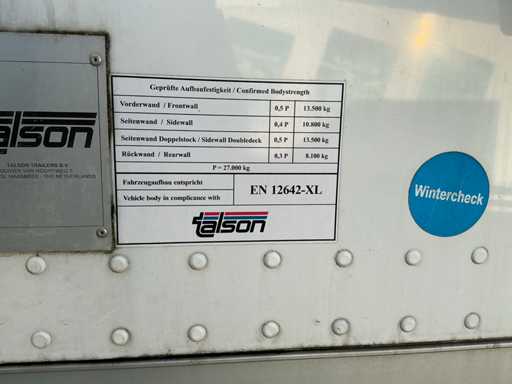 talson
TALSON TRAILERS B.V.
THE NETHERLANDS
Geprüfte Aufbaufestigkeit / Confirmed Bodystrength
Vorderwand / Frontwall 0,5 P 13.500 kg
Seitenwand / Sidewall 0,4 P 10.800 kg
Seitenwand Doppelstock / Sidewall Doubledeck 0,5 P 13.500 kg
Rückwand / Rearwall 0,3 P 8.100 kg
P = 27.000 kg
Fahrzeugaufbau entspricht
Vehicle body in compliance with
EN 12642-XL
talson
Wintercheck